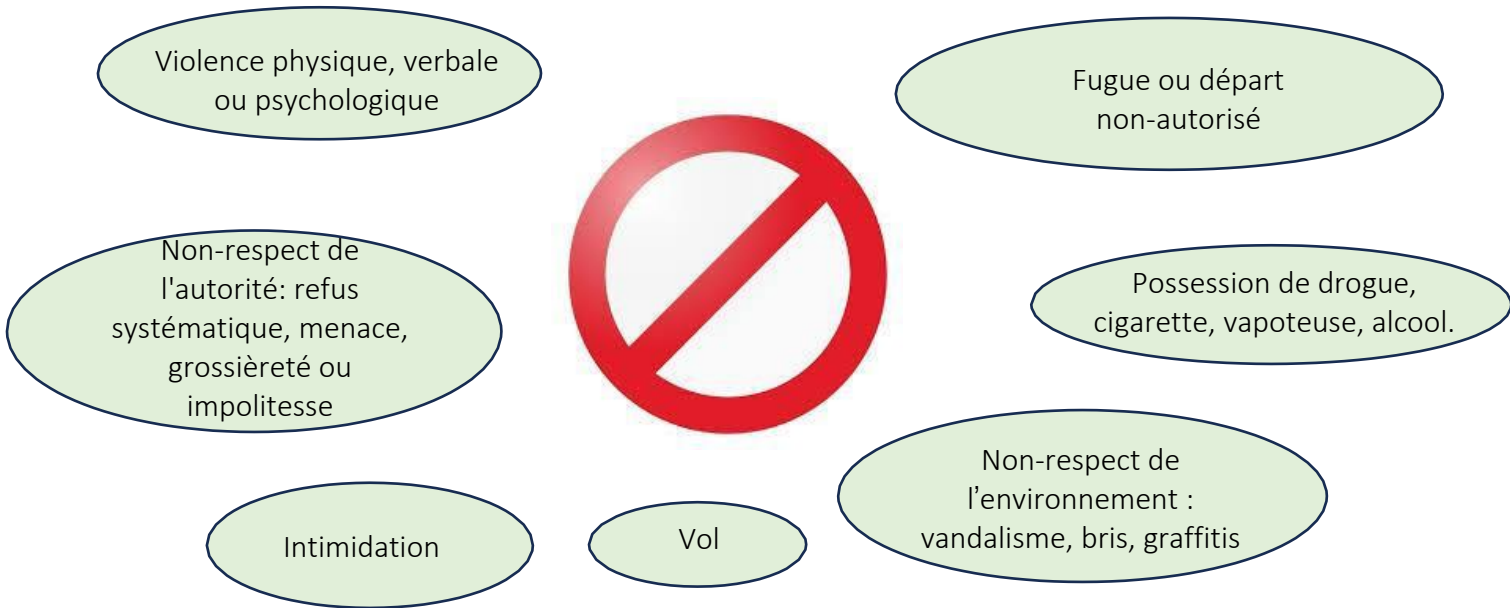 Violence physique, verbale
ou psychologique
Fugue ou départ
non-autorisé
Non-respect de
l'autorité: refus
systématique, menace,
grossièreté ou
impolitesse
Possession de drogue,
cigarette, vapoteuse, alcool.
Non-respect de
l’environnement :
vandalisme, bris, graffitis
Intimidation
Vol